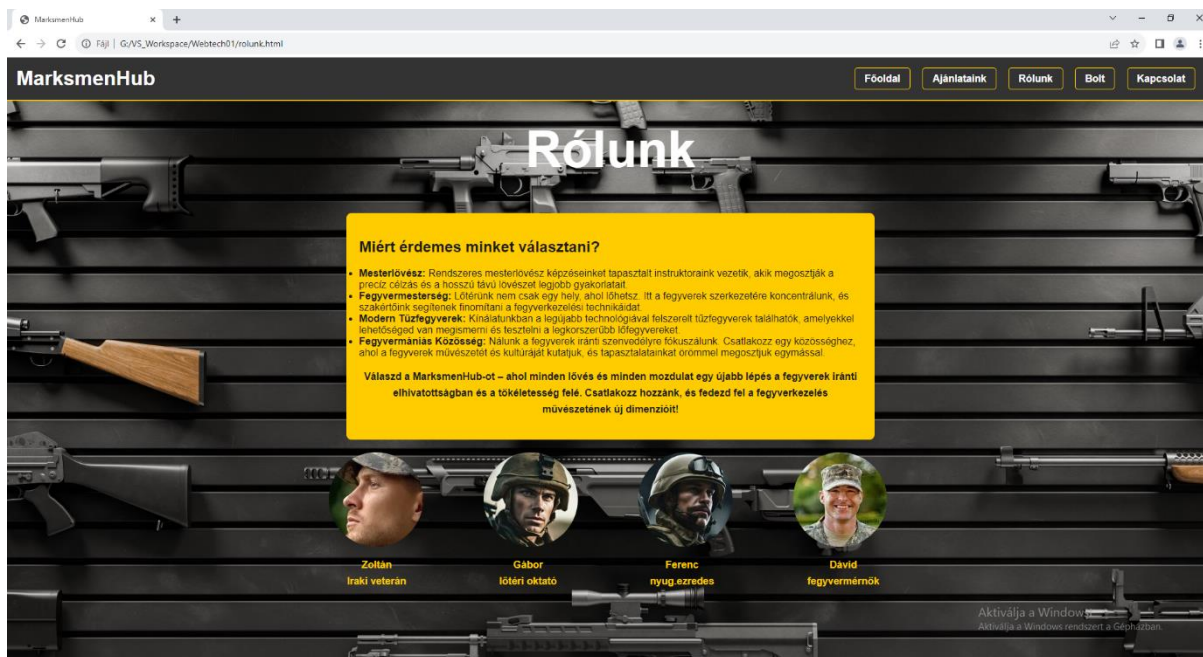 MarksmenHub
Fájl | G:/VS_Workspace/Webtech01/rolunk.html
MarksmenHub
Főoldal
Ajánlataink
Rólunk
Bolt
Kapcsolat
Rólunk
Miért érdemes minket választani?
Mesterlövész: Rendszeres mesterlövész képzéseinket tapasztalt instruktoraink vezetik, akik megosztják a
precíz célzás és a hosszú távú lövészet legjobb gyakorlatait.
Fegyvermesterség: Lőtérünk nem csak egy hely, ahol lőhetsz. Itt a fegyverek szerkezetére koncentrálunk, és
szakértőink segítenek finomítani a fegyverkezelési technikáidat.
Modern Tűzfegyverek: Kínálatunkban a legújabb technológiával felszerelt tűzfegyverek találhatók, amelyekkel
lehetőséged van megismerni és tesztelni a legkorszerűbb lőfegyvereket.
Fegyvermániás Közösség: Nálunk a fegyverek iránti szenvedélyre fókuszálunk. Csatlakozz egy közösséghez,
ahol a fegyverek művészetét és kultúráját kutatjuk, és tapasztalatainkat örömmel megosztjuk egymással.
Válaszd a MarksmenHub-ot – ahol minden lövés és minden mozdulat egy újabb lépés a fegyverek iránti
elhivatottságban és a tökéletesség felé. Csatlakozz hozzánk, és fedezd fel a fegyverkezelés
művészetének új dimenzióit!
Zoltán
Iraki veterán
Gábor
lőtéri oktató
Ferenc
nyug.ezredes
Dávid
fegyvermérnök
Aktiválja a Windows
Aktiválja a Windows rendszert a Gépházban.